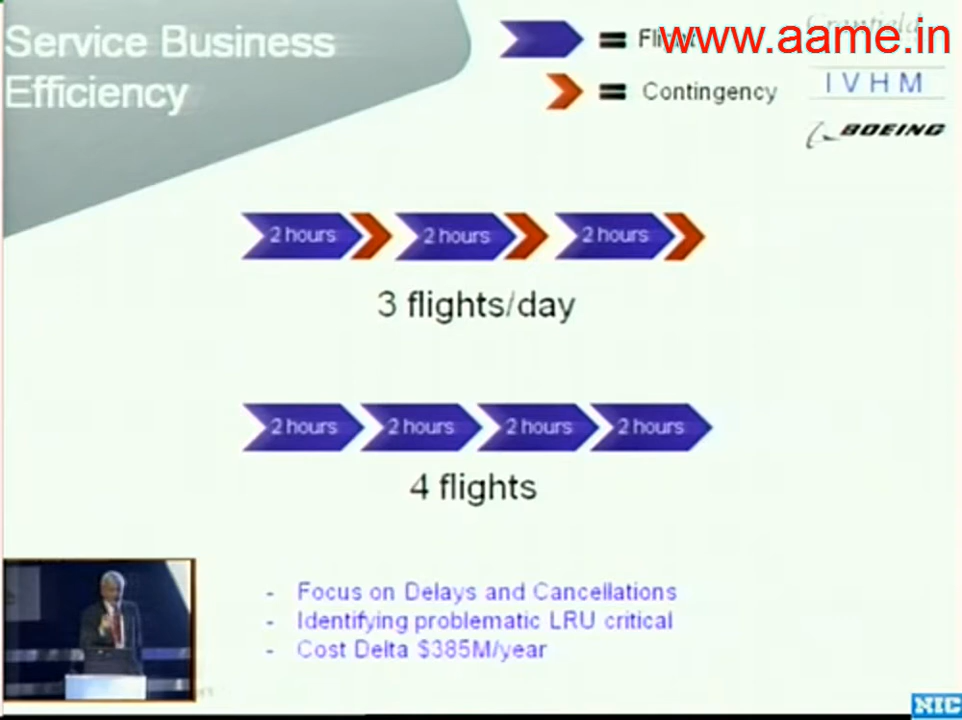 Service Business
Efficiency
www.aame.in
= Contingency
IVHM
BOEING
2 hours 2 hours 2 hours
3 flights/day
2 hours 2 hours 2 hours 2 hours
4 flights
- Focus on Delays and Cancellations
- Identifying problematic LRU critical
- Cost Delta $385M/year
NIC